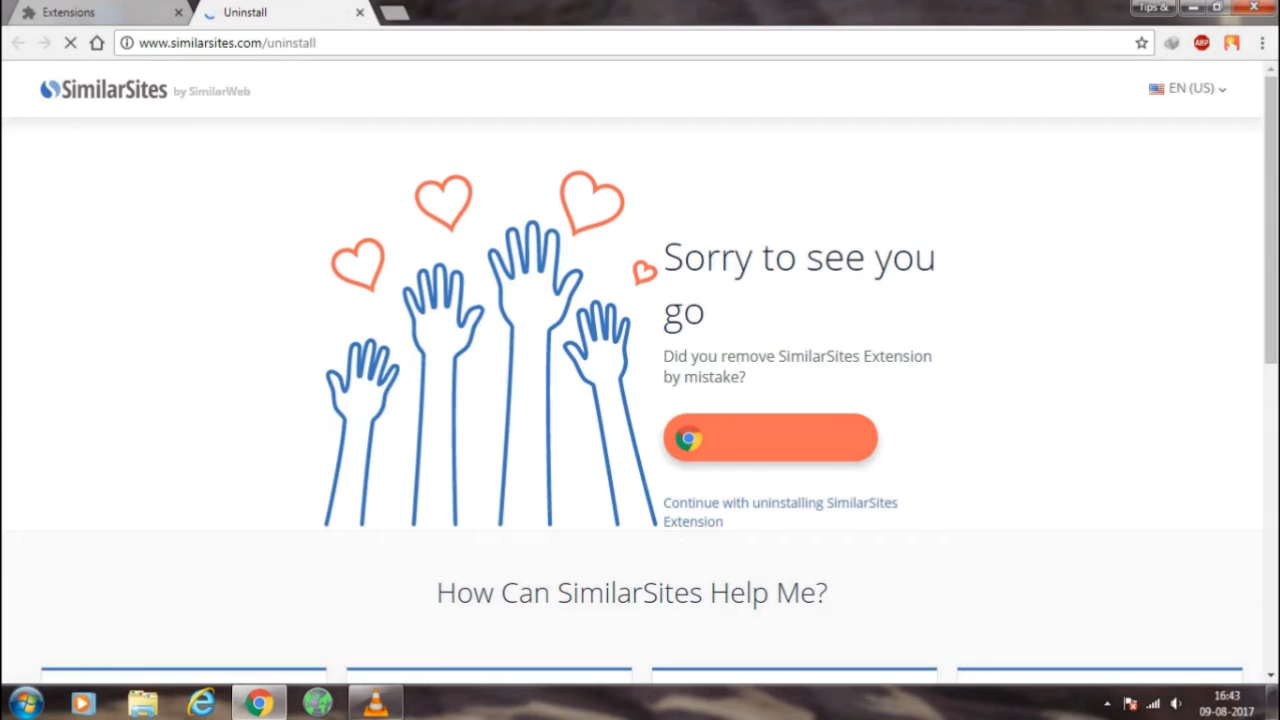 Extensions
Uninstall
Tips &
www.similarsites.com/uninstall
ABP
SimilarSites by SimilarWeb
EN (US)
Sorry to see you
go
Did you remove SimilarSites Extension
by mistake?
Continue with uninstalling SimilarSites
Extension
How Can SimilarSites Help Me?
16:43
09-08-2017